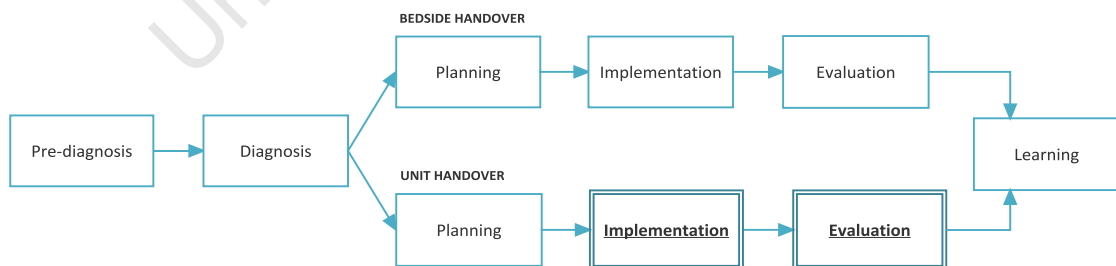 BEDSIDE HANDOVER
Planning
Implementation
Evaluation
Pre-diagnosis
Diagnosis
Learning
UNIT HANDOVER
Planning
Implementation
Evaluation